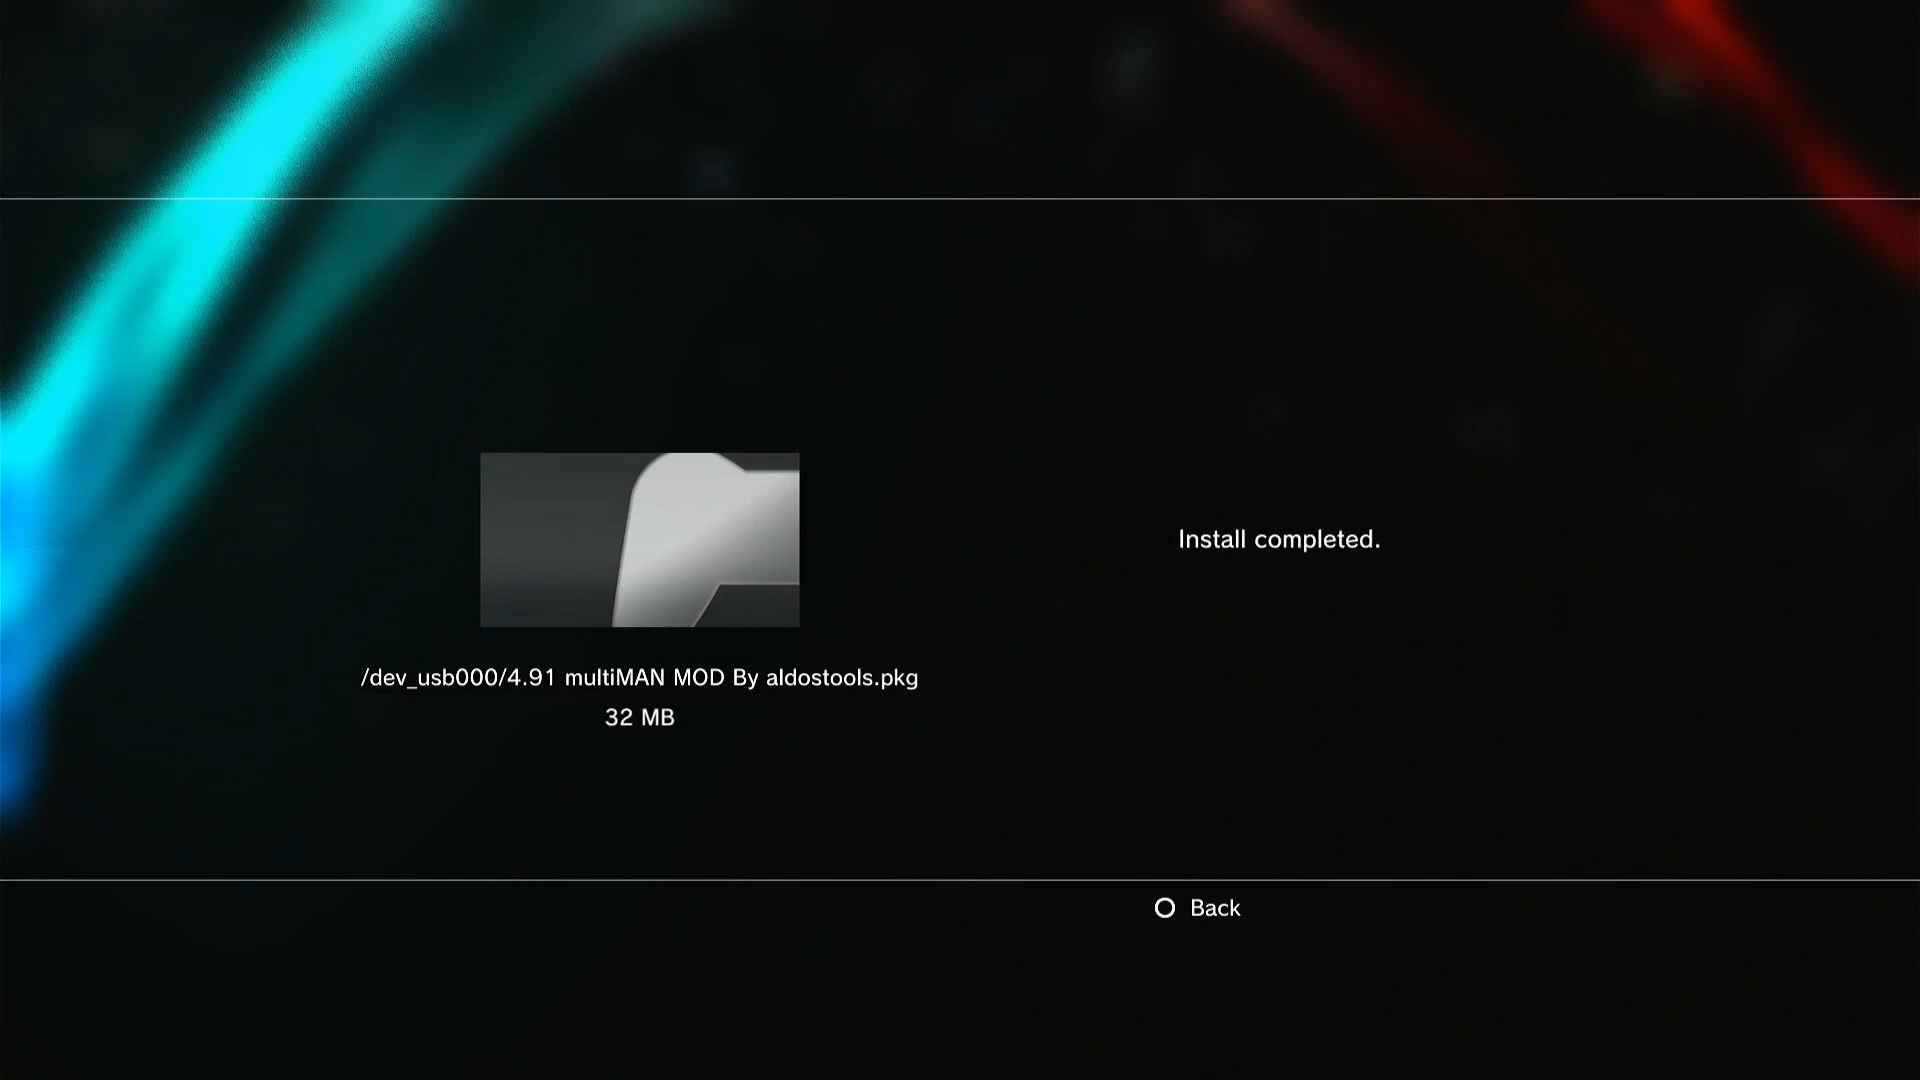 Install completed.
/dev_usb000/4.91 multiMAN MOD By aldostools.pkg
32 MB
Back